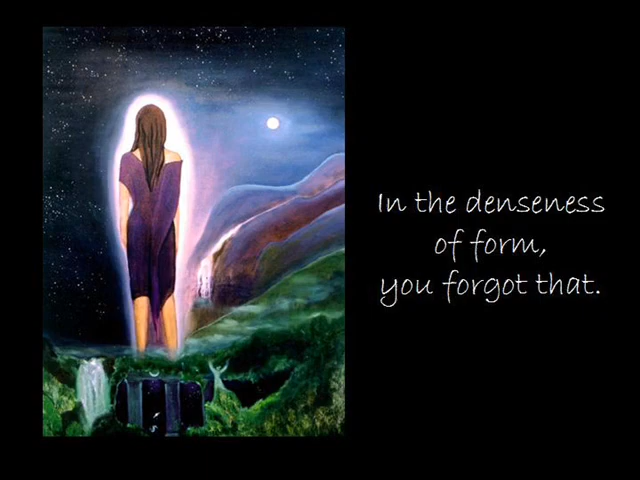 In the denseness
of form,
you forgot that.